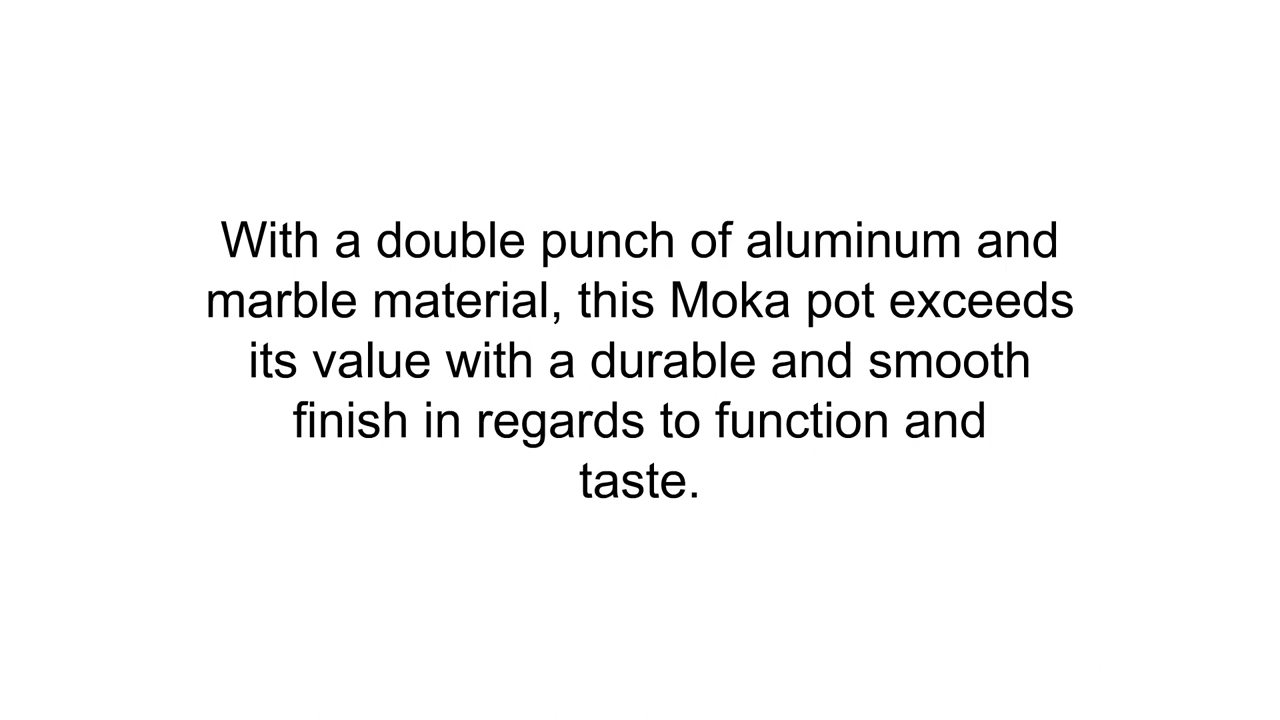 With a double punch of aluminum and
marble material, this Moka pot exceeds
its value with a durable and smooth
finish in regards to function and
taste.